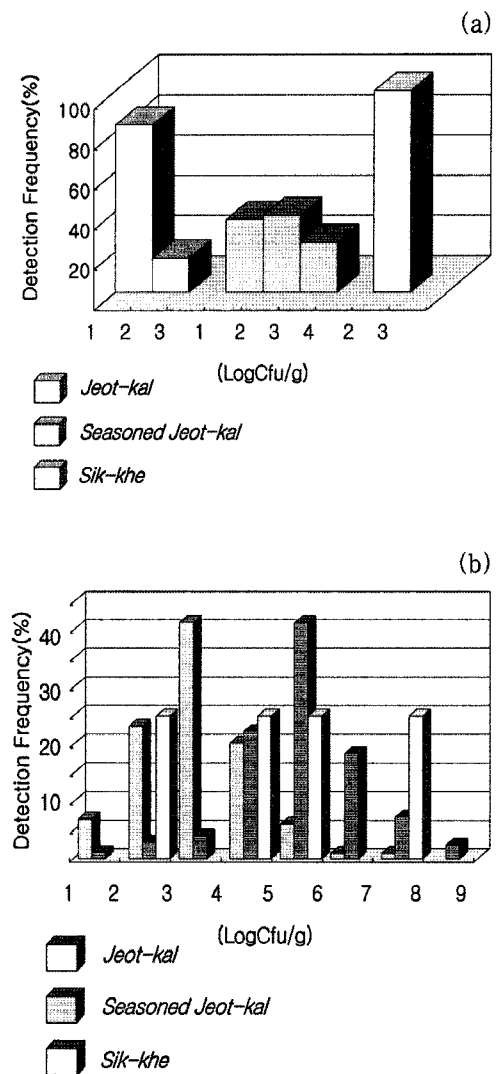 (a)
Detection Frequency(%)
100
80
60
40
20
1 2 3 1 2 3 4 2 3
(LogCfu/g)
Jeot-kal
Seasoned Jeot-kal
Sik-khe
(b)
Detection Frequency(%)
40
30
20
10
1 2 3 4 5 6 7 8 9
(LogCfu/g)
Jeot-kal
Seasoned Jeot-kal
Sik-khe